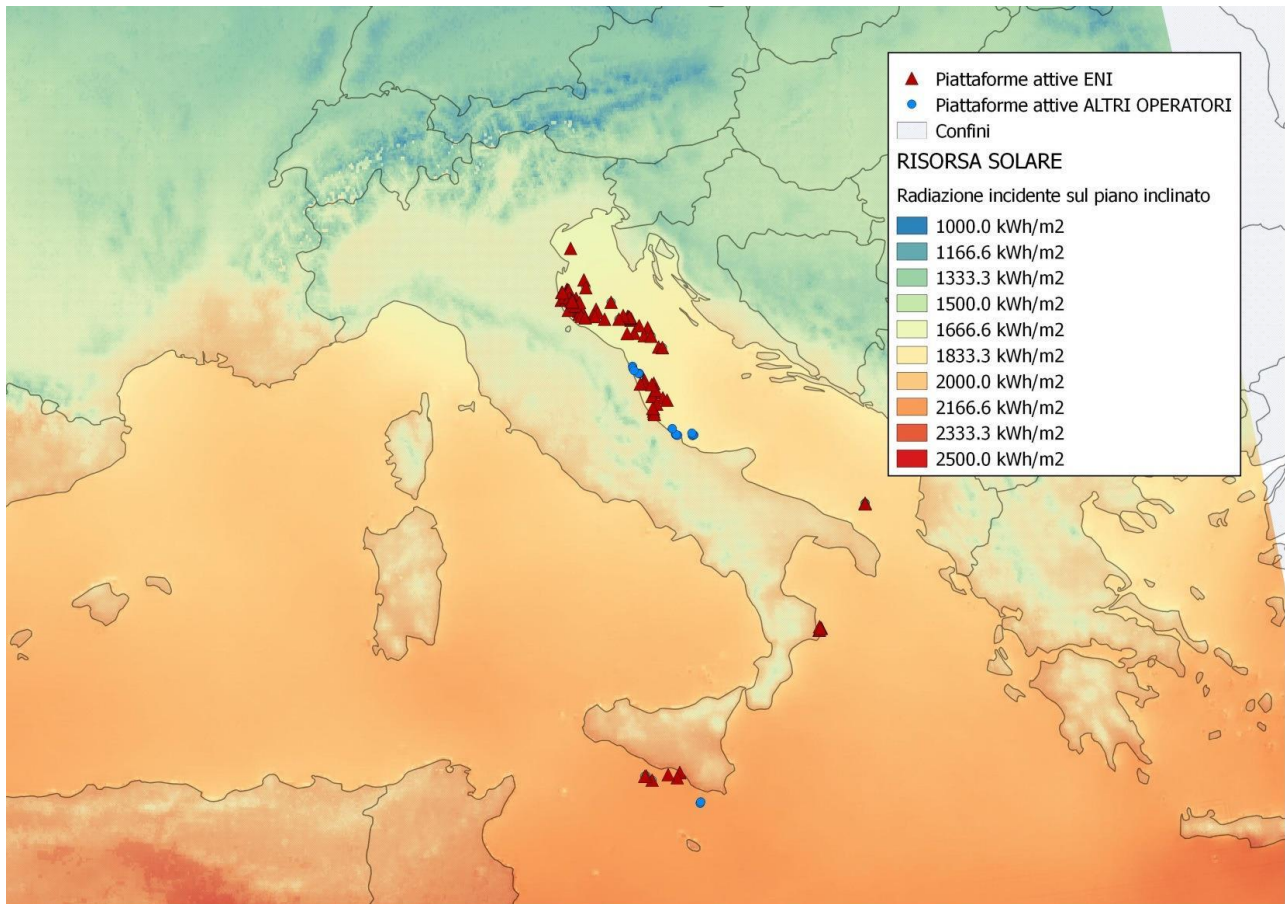 Piattaforme attive ENI
Piattaforme attive ALTRI OPERATORI
Confini
RISORSA SOLARE
Radiazione incidente sul piano inclinato
1000.0 kWh/m2
1166.6 kWh/m2
1333.3 kWh/m2
1500.0 kWh/m2
1666.6 kWh/m2
1833.3 kWh/m2
2000.0 kWh/m2
2166.6 kWh/m2
2333.3 kWh/m2
2500.0 kWh/m2